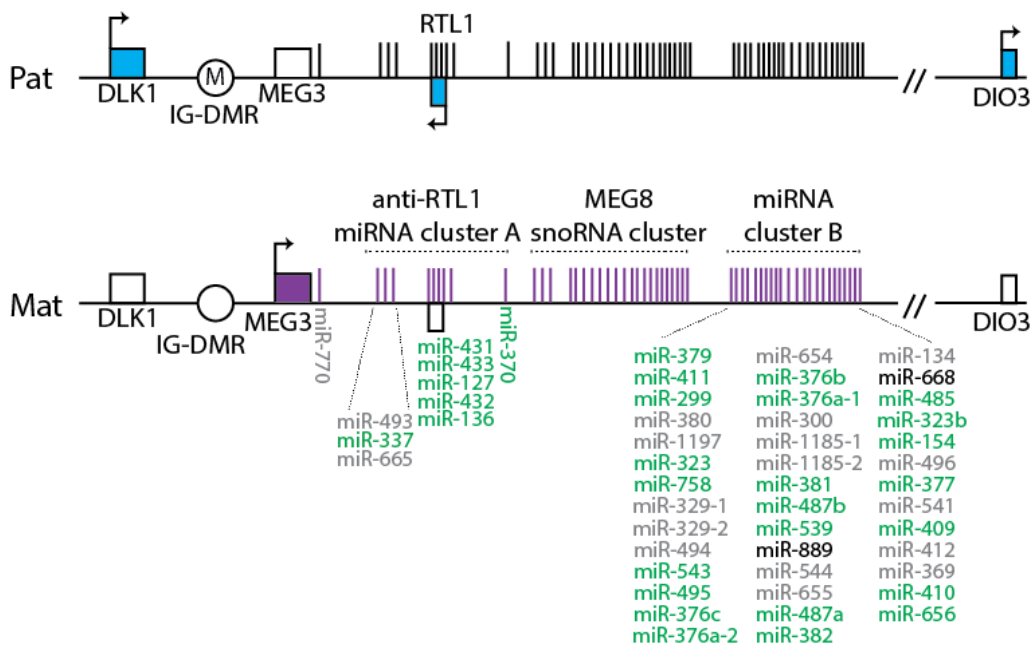 RTL1
Pat
M
DLK1
IG-DMR
MEG3
//
DIO3
anti-RTL1
miRNA cluster A
MEG8
snoRNA cluster
miRNA
cluster B
Mat
DLK1
IG-DMR
MEG3
//
DIO3
miR-770
miR-493
miR-337
miR-665
miR-431
miR-433
miR-127
miR-432
miR-136
miR-370
miR-379
miR-411
miR-299
miR-380
miR-1197
miR-323
miR-758
miR-329-1
miR-329-2
miR-494
miR-543
miR-495
miR-376c
miR-376a-2
miR-654
miR-376b
miR-376a-1
miR-300
miR-1185-1
miR-1185-2
miR-381
miR-487b
miR-539
miR-889
miR-544
miR-655
miR-487a
miR-382
miR-134
miR-668
miR-485
miR-323b
miR-154
miR-496
miR-377
miR-541
miR-409
miR-412
miR-369
miR-410
miR-656